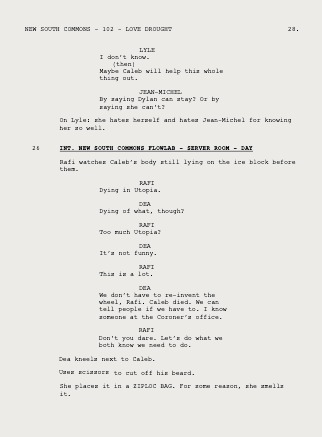 NEW SOUTH COMMONS - 102 - LOVE DROUGHT 28.
LYLE
I don't know.
(then)
Maybe Caleb will help this whole
thing out.
JEAN-MICHEL
By saying Dylan can stay? Or by
saying she can't?
On Lyle: she hates herself and hates Jean-Michel for knowing
her so well.
26 INT. NEW SOUTH COMMONS FLOWLAB - SERVER ROOM - DAY
Rafi watches Caleb's body still lying on the ice block before
them.
RAFI
Dying in Utopia.
DEA
Dying of what, though?
RAFI
Too much Utopia?
DEA
It's not funny.
RAFI
This is a lot.
DEA
We don't have to re-invent the
wheel, Rafi. Caleb died. We can
tell people if we have to. I know
someone at the Coroner's office.
RAFI
Don't you dare. Let's do what we
both know we need to do.
Dea kneels next to Caleb.
Uses scissors to cut off his beard.
She places it in a ZIPLOC BAG. For some reason, she smells
it.